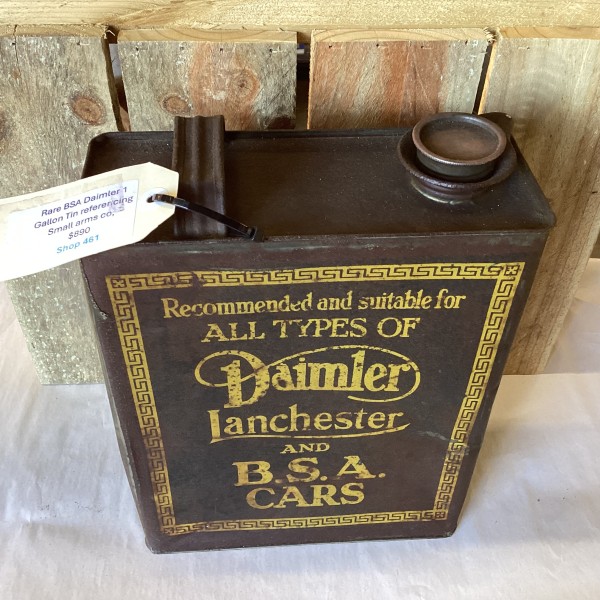 Rare BSA Daimler 1
Gallon Tin referencing
Small arms co,
$890
Shop 461
Recommended and suitable for
ALL TYPES OF
Daimler
Lanchester
AND
B.S.A.
CARS